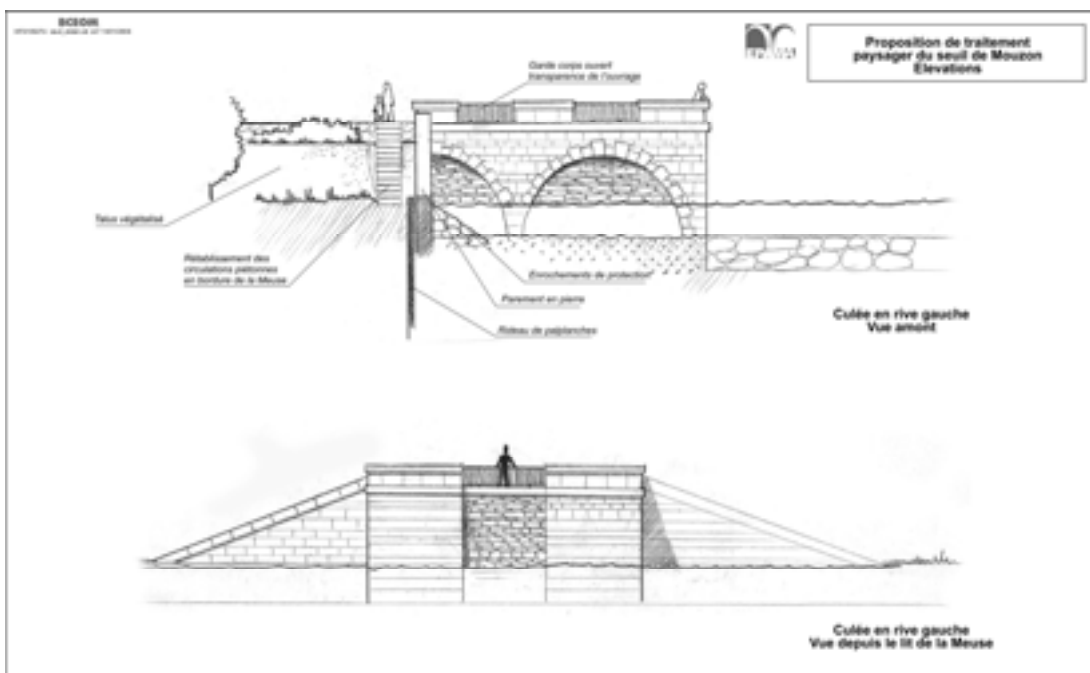 Proposition de traitement
paysager du seuil de Mouzon
Elevations
Garde corps ouvert
transparence de l'ouvrage
Talus végétalisé
Rétablissement des
circulations piétonnes
en bordure de la Meuse
Enrochements de protection
Parement en pierre
Rideau de palplanches
Culée en rive gauche
Vue amont
Culée en rive gauche
Vue depuis le lit de la Meuse